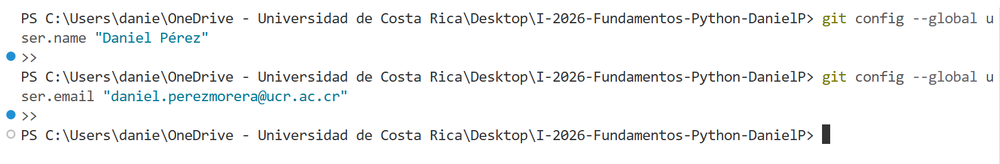 PS C:\Users\danie\OneDrive - Universidad de Costa Rica\Desktop\I-2026-Fundamentos-Python-DanielP> git config --global u
ser.name "Daniel Pérez"
>>
PS C:\Users\danie\OneDrive - Universidad de Costa Rica\Desktop\I-2026-Fundamentos-Python-DanielP> git config --global u
ser.email "daniel.perezmorera@ucr.ac.cr"
>>
PS C:\Users\danie\OneDrive - Universidad de Costa Rica\Desktop\I-2026-Fundamentos-Python-DanielP>